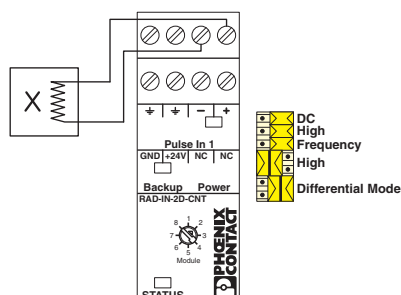 X
⏚ ⏚ − +
Pulse In 1
GND +24V NC NC
Backup Power
RAD-IN-2D-CNT
1
2
3
4
5
6
7
8
Module
STATUS
PHŒNIX
CONTACT
DC
High
Frequency
High
Differential Mode